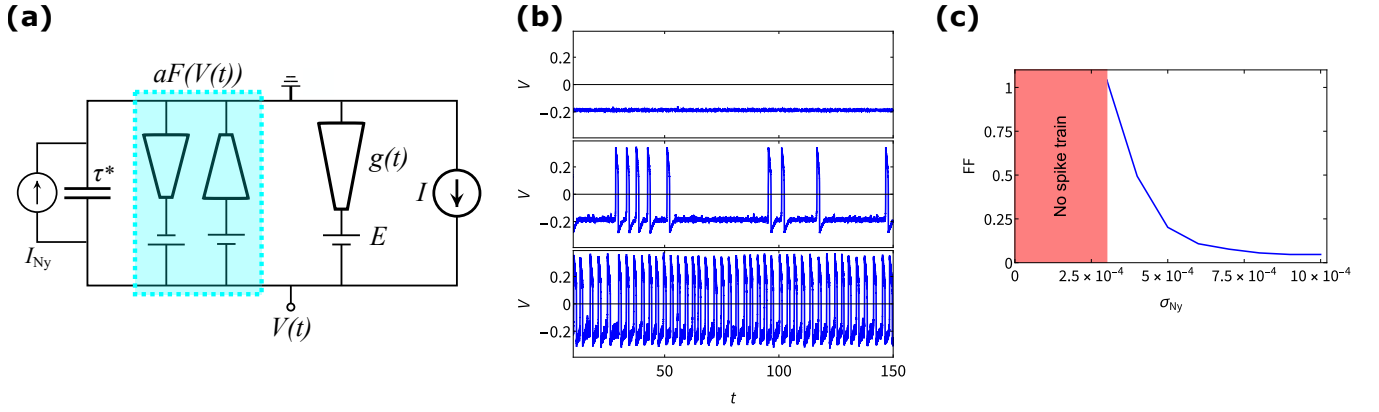 (a)
aF(V(t))
τ*
g(t)
I
E
I_Ny
V(t)
(b)
0.2
V
0
−0.2
0.2
V
0
−0.2
0.2
V
0
−0.2
50
100
150
t
(c)
1
0.75
FF
0.5
0.25
0
No spike train
0
2.5 × 10⁻⁴
5 × 10⁻⁴
7.5 × 10⁻⁴
10 × 10⁻⁴
σ_Ny